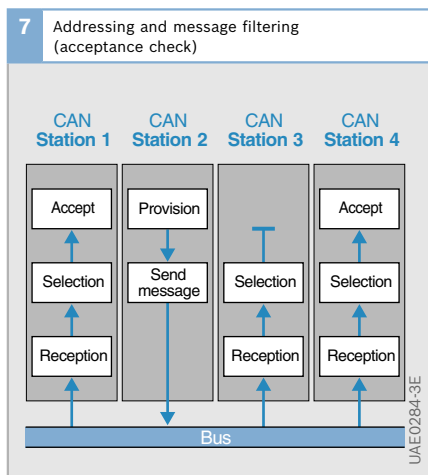 7
Addressing and message filtering
(acceptance check)
CAN
Station 1
CAN
Station 2
CAN
Station 3
CAN
Station 4
Accept
Provision
Accept
Selection
Send
message
Selection
Selection
Reception
Reception
Reception
Bus
UAE0284-3E